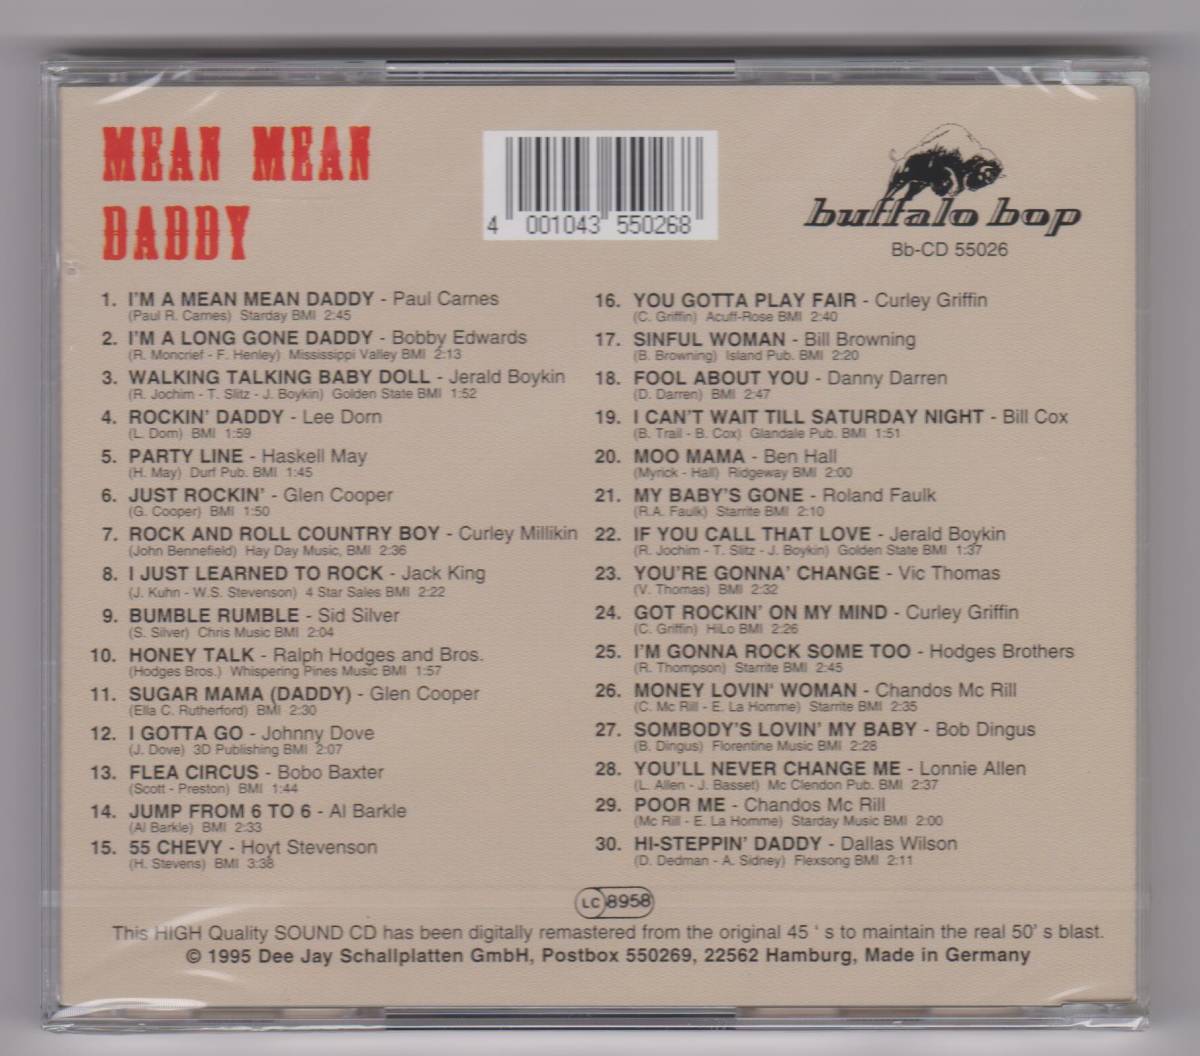 MEAN MEAN
DADDY
4 001043 550268
buffalo bop
Bb-CD 55026
1. I'M A MEAN MEAN DADDY - Paul Carnes
(Paul R. Carnes) Starday BMI 2:45
2. I'M A LONG GONE DADDY - Bobby Edwards
(R. Moncrief - F. Henley) Mississippi Valley BMI 2:13
3. WALKING TALKING BABY DOLL - Jerald Boykin
(R. Jochim - T. Slitz - J. Boykin) Golden State BMI 1:52
4. ROCKIN' DADDY - Lee Dorn
(L. Dorn) BMI 1:59
5. PARTY LINE - Haskell May
(H. May) Durf Pub. BMI 1:45
6. JUST ROCKIN' - Glen Cooper
(G. Cooper) BMI 1:50
7. ROCK AND ROLL COUNTRY BOY - Curley Millikin
(John Bennefield) Hay Day Music, BMI 2:36
8. I JUST LEARNED TO ROCK - Jack King
(J. Kuhn - W.S. Stevenson) 4 Star Sales BMI 2:22
9. BUMBLE RUMBLE - Sid Silver
(S. Silver) Chris Music BMI 2:04
10. HONEY TALK - Ralph Hodges and Bros.
(Hodges Bros.) Whispering Pines Music BMI 1:57
11. SUGAR MAMA (DADDY) - Glen Cooper
(Ella C. Rutherford) BMI 2:30
12. I GOTTA GO - Johnny Dove
(J. Dove) 3D Publishing BMI 2:07
13. FLEA CIRCUS - Bobo Baxter
(Scott - Preston) BMI 1:44
14. JUMP FROM 6 TO 6 - Al Barkle
(Al Barkle) BMI 2:33
15. 55 CHEVY - Hoyt Stevenson
(H. Stevens) BMI 3:38
16. YOU GOTTA PLAY FAIR - Curley Griffin
(C. Griffin) Acuff-Rose BMI 2:40
17. SINFUL WOMAN - Bill Browning
(B. Browning) Island Pub. BMI 2:20
18. FOOL ABOUT YOU - Danny Darren
(D. Darren) BMI 2:47
19. I CAN'T WAIT TILL SATURDAY NIGHT - Bill Cox
(B. Trail - B. Cox) Glandale Pub. BMI 1:51
20. MOO MAMA - Ben Hall
(Myrick - Hall) Ridgeway BMI 2:00
21. MY BABY'S GONE - Roland Faulk
(R.A. Faulk) Starrite BMI 2:10
22. IF YOU CALL THAT LOVE - Jerald Boykin
(R. Jochim - T. Slitz - J. Boykin) Golden State BMI 1:37
23. YOU'RE GONNA' CHANGE - Vic Thomas
(V. Thomas) BMI 2:32
24. GOT ROCKIN' ON MY MIND - Curley Griffin
(C. Griffin) HiLo BMI 2:26
25. I'M GONNA ROCK SOME TOO - Hodges Brothers
(R. Thompson) Starrite BMI 2:45
26. MONEY LOVIN' WOMAN - Chandos Mc Rill
(C. Mc Rill - E. La Homme) Starrite BMI 2:35
27. SOMBODY'S LOVIN' MY BABY - Bob Dingus
(B. Dingus) Florentine Music BMI 2:28
28. YOU'LL NEVER CHANGE ME - Lonnie Allen
(L. Allen - J. Basset) Mc Clendon Pub. BMI 2:37
29. POOR ME - Chandos Mc Rill
(Mc Rill - E. La Homme) Starday Music BMI 2:00
30. HI-STEPPIN' DADDY - Dallas Wilson
(D. Dedman - A. Sidney) Flexsong BMI 2:11
LC 8958
This HIGH Quality SOUND CD has been digitally remastered from the original 45 ' s to maintain the real 50' s blast.
© 1995 Dee Jay Schallplatten GmbH, Postbox 550269, 22562 Hamburg, Made in Germany